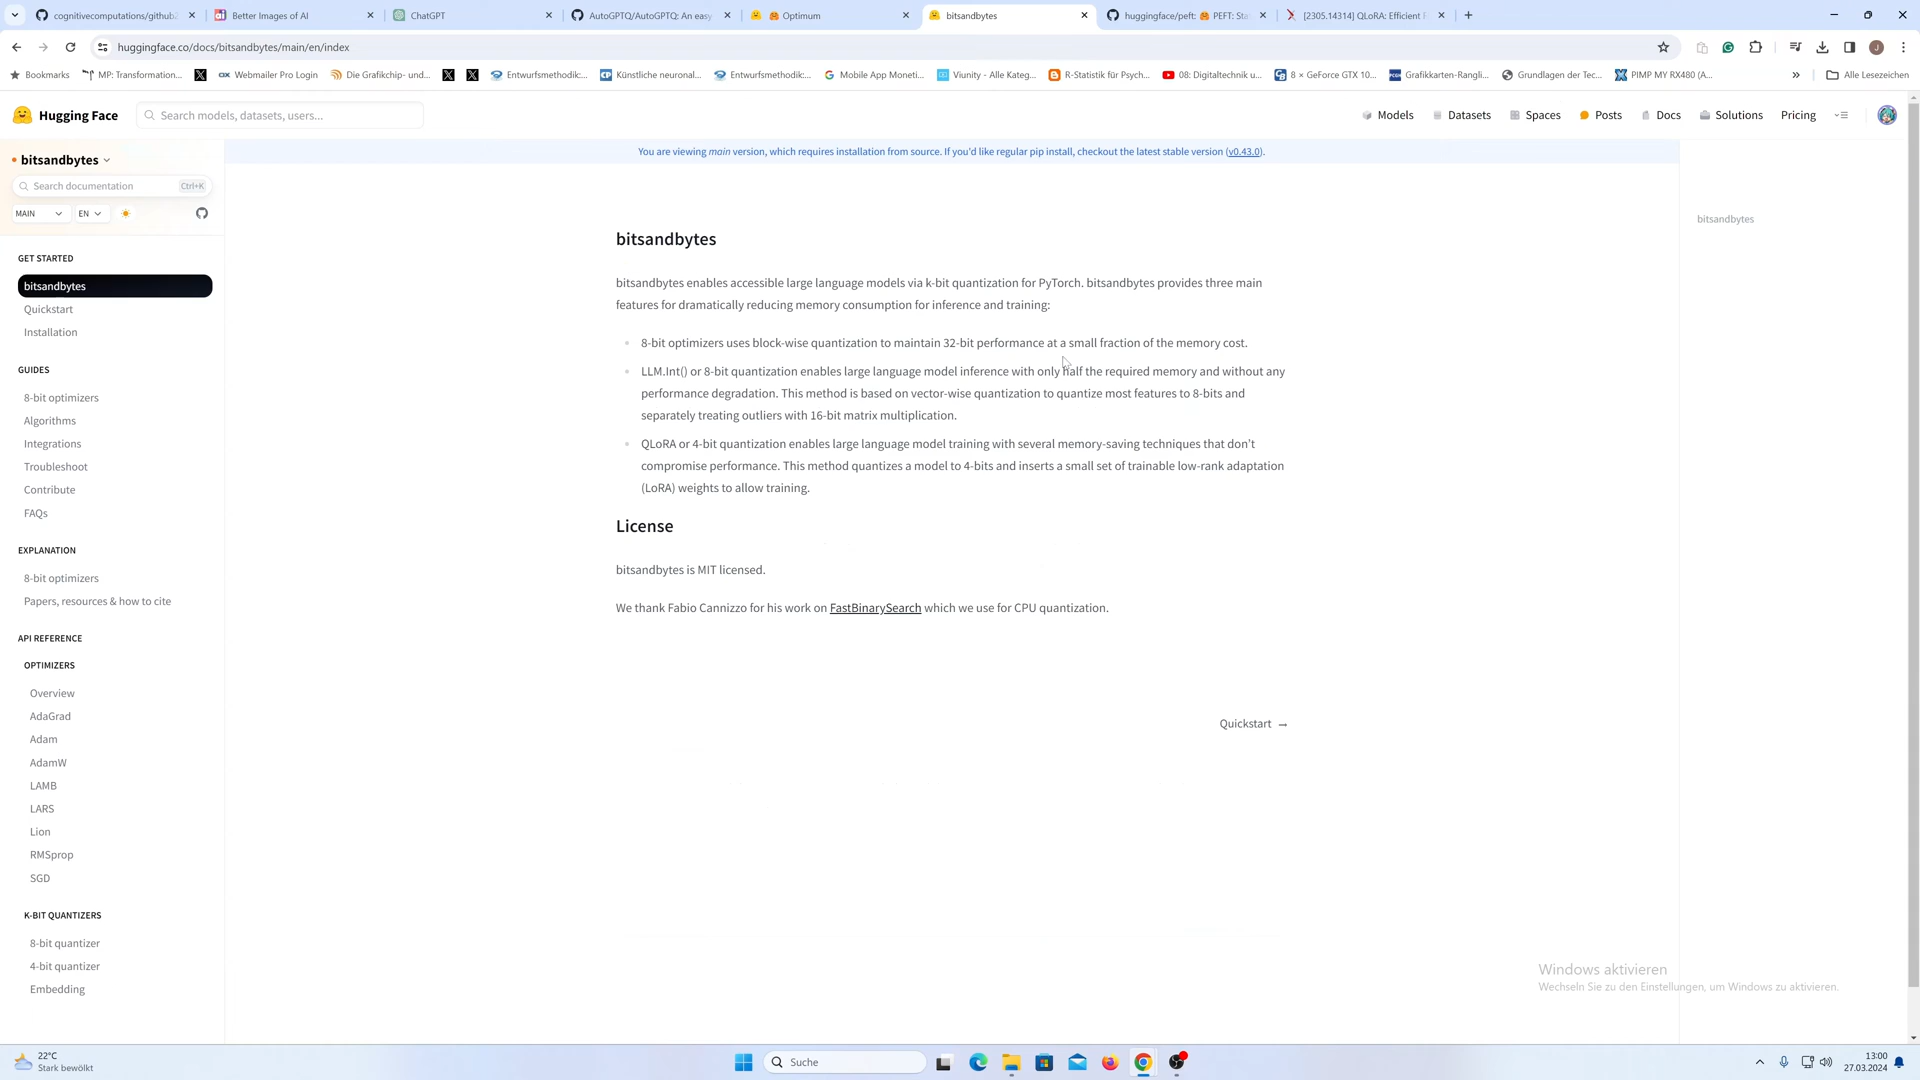 cognitivecomputations/github2
Better Images of AI
ChatGPT
AutoGPTQ/AutoGPTQ: An easy
Optimum
bitsandbytes
huggingface/peft: 🤗 PEFT: Sta
[2305.14314] QLoRA: Efficient F
huggingface.co/docs/bitsandbytes/main/en/index
Bookmarks
MP: Transformation...
Webmailer Pro Login
Die Grafikchip- und...
Entwurfsmethodik:...
Künstliche neuronal...
Entwurfsmethodik:...
Mobile App Moneti...
Viunity - Alle Kateg...
R-Statistik für Psych...
08: Digitaltechnik u...
8 × GeForce GTX 10...
Grafikkarten-Rangli...
Grundlagen der Tec...
PIMP MY RX480 (A...
Alle Lesezeichen
Hugging Face
Search models, datasets, users...
Models
Datasets
Spaces
Posts
Docs
Solutions
Pricing
bitsandbytes
Search documentation
Ctrl+K
MAIN
EN
GET STARTED
bitsandbytes
Quickstart
Installation
GUIDES
8-bit optimizers
Algorithms
Integrations
Troubleshoot
Contribute
FAQs
EXPLANATION
8-bit optimizers
Papers, resources & how to cite
API REFERENCE
OPTIMIZERS
Overview
AdaGrad
Adam
AdamW
LAMB
LARS
Lion
RMSprop
SGD
K-BIT QUANTIZERS
8-bit quantizer
4-bit quantizer
Embedding
You are viewing main version, which requires installation from source. If you'd like regular pip install, checkout the latest stable version (v0.43.0).
bitsandbytes
bitsandbytes enables accessible large language models via k-bit quantization for PyTorch. bitsandbytes provides three main
features for dramatically reducing memory consumption for inference and training:
8-bit optimizers uses block-wise quantization to maintain 32-bit performance at a small fraction of the memory cost.
LLM.Int() or 8-bit quantization enables large language model inference with only half the required memory and without any
performance degradation. This method is based on vector-wise quantization to quantize most features to 8-bits and
separately treating outliers with 16-bit matrix multiplication.
QLoRA or 4-bit quantization enables large language model training with several memory-saving techniques that don't
compromise performance. This method quantizes a model to 4-bits and inserts a small set of trainable low-rank adaptation
(LoRA) weights to allow training.
License
bitsandbytes is MIT licensed.
We thank Fabio Cannizzo for his work on FastBinarySearch which we use for CPU quantization.
Quickstart →
bitsandbytes
Windows aktivieren
Wechseln Sie zu den Einstellungen, um Windows zu aktivieren.
22°C
Stark bewölkt
Suche
13:00
27.03.2024